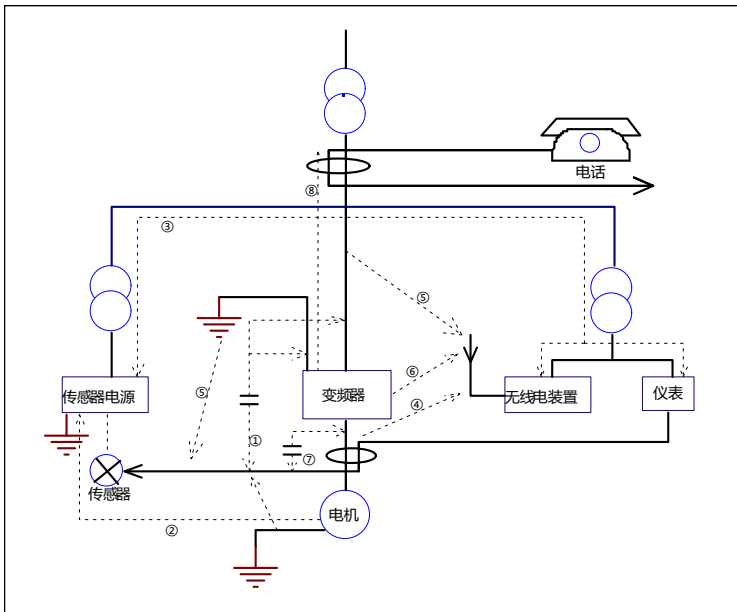 电话
⑧
③
⑤
⑥
④
⑤
传感器电源
变频器
无线电装置
仪表
①
⑦
传感器
电机
②